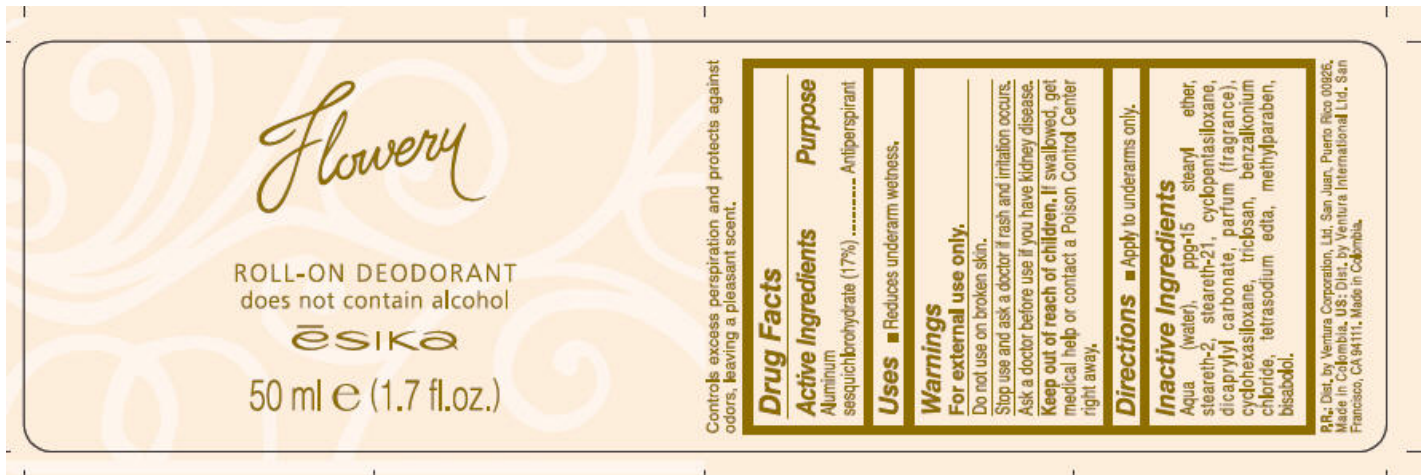 Flowery
ROLL-ON DEODORANT
does not contain alcohol
ēsika
50 ml e (1.7 fl.oz.)
Controls excess perspiration and protects against
odors, leaving a pleasant scent.
Drug Facts
Active Ingredients Purpose
Aluminum
sesquichlorohydrate (17%) ............ Antiperspirant
Uses ■ Reduces underarm wetness.
Warnings
For external use only.
Do not use on broken skin.
Stop use and ask a doctor if rash and irritation occurs.
Ask a doctor before use if you have kidney disease.
Keep out of reach of children. If swallowed, get
medical help or contact a Poison Control Center
right away.
Directions ■ Apply to underarms only.
Inactive Ingredients
Aqua (water), ppg-15 stearyl ether,
steareth-2, steareth-21, cyclopentasiloxane,
dicaprylyl carbonate, parfum (fragrance),
cyclohexasiloxane, triclosan, benzalkonium
chloride, tetrasodium edta, methylparaben,
bisabolol.
P.R.: Dist. by Ventura Corporation, Ltd, San Juan, Puerto Rico 00926.
Made in Colombia. US: Dist. by Ventura International Ltd. San
Francisco, CA 94111. Made in Colombia.